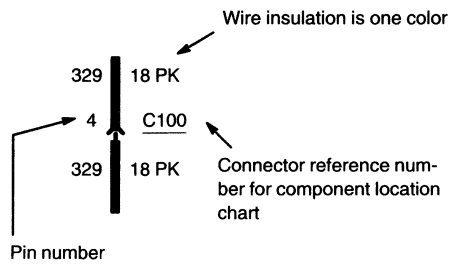 Wire insulation is one color
329 18 PK
4 C100
329 18 PK
Connector reference num-
ber for component location
chart
Pin number